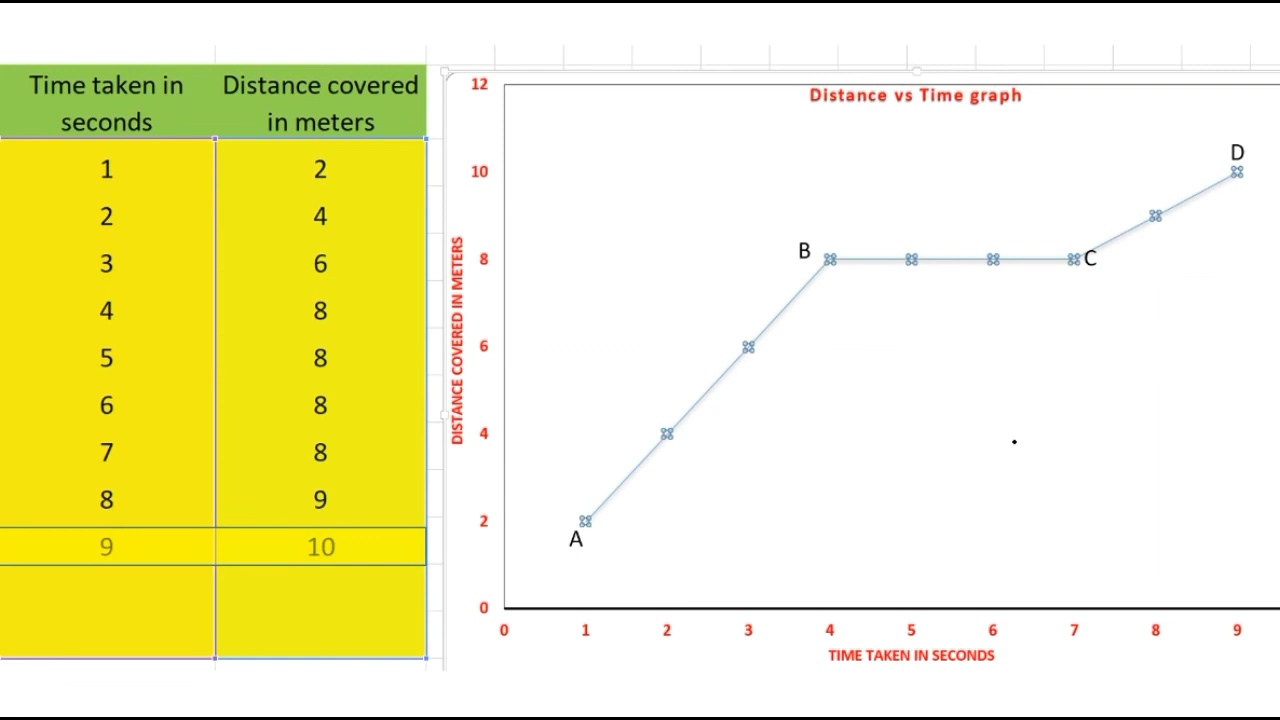 Time taken in seconds Distance covered in meters
1 2
2 4
3 6
4 8
5 8
6 8
7 8
8 9
9 10
Distance vs Time graph
DISTANCE COVERED IN METERS
12
10
8
6
4
2
0
A
B
C
D
0 1 2 3 4 5 6 7 8 9
TIME TAKEN IN SECONDS